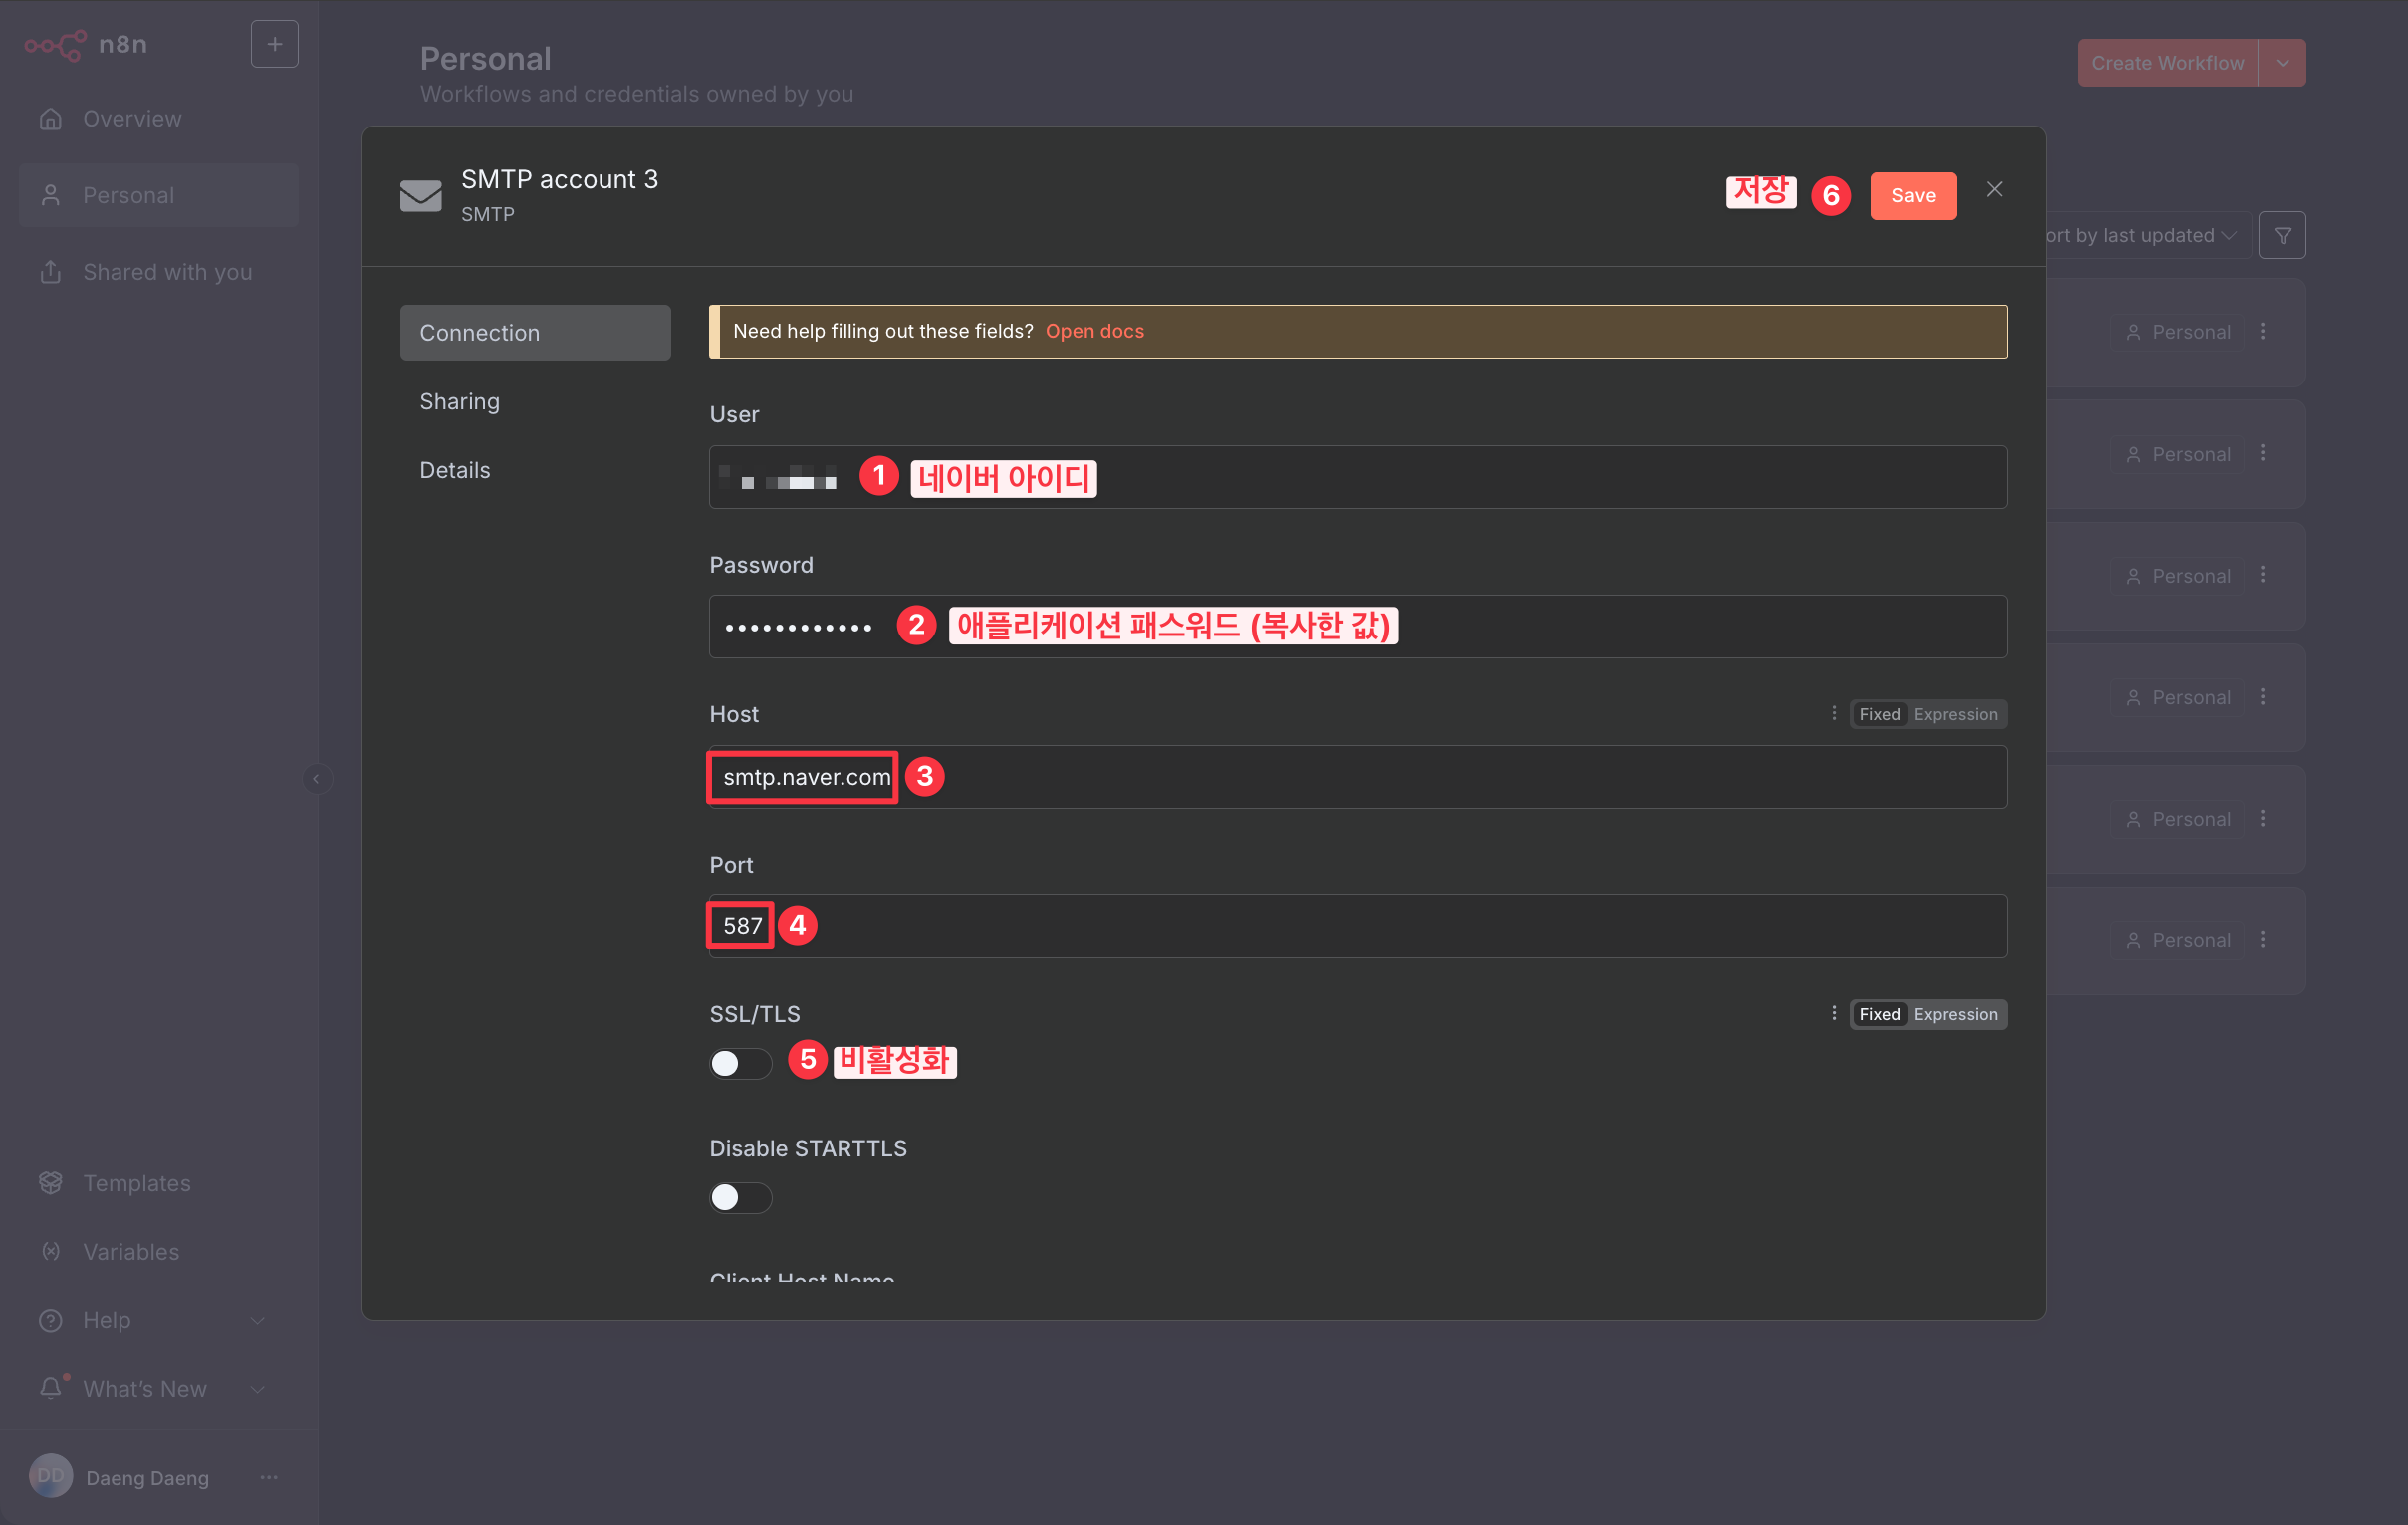 n8n
+
Overview
Personal
Shared with you
Personal
Workflows and credentials owned by you
Create Workflow
ort by last updated
SMTP account 3
SMTP
저장
6
Save
Connection
Sharing
Details
Need help filling out these fields? Open docs
User
1 네이버 아이디
Password
2 애플리케이션 패스워드 (복사한 값)
Host
Fixed Expression
smtp.naver.com 3
Port
587 4
SSL/TLS
Fixed Expression
5 비활성화
Disable STARTTLS
Client Host Name
Personal
Personal
Personal
Personal
Personal
Personal
Templates
Variables
Help
What's New
DD Daeng Daeng